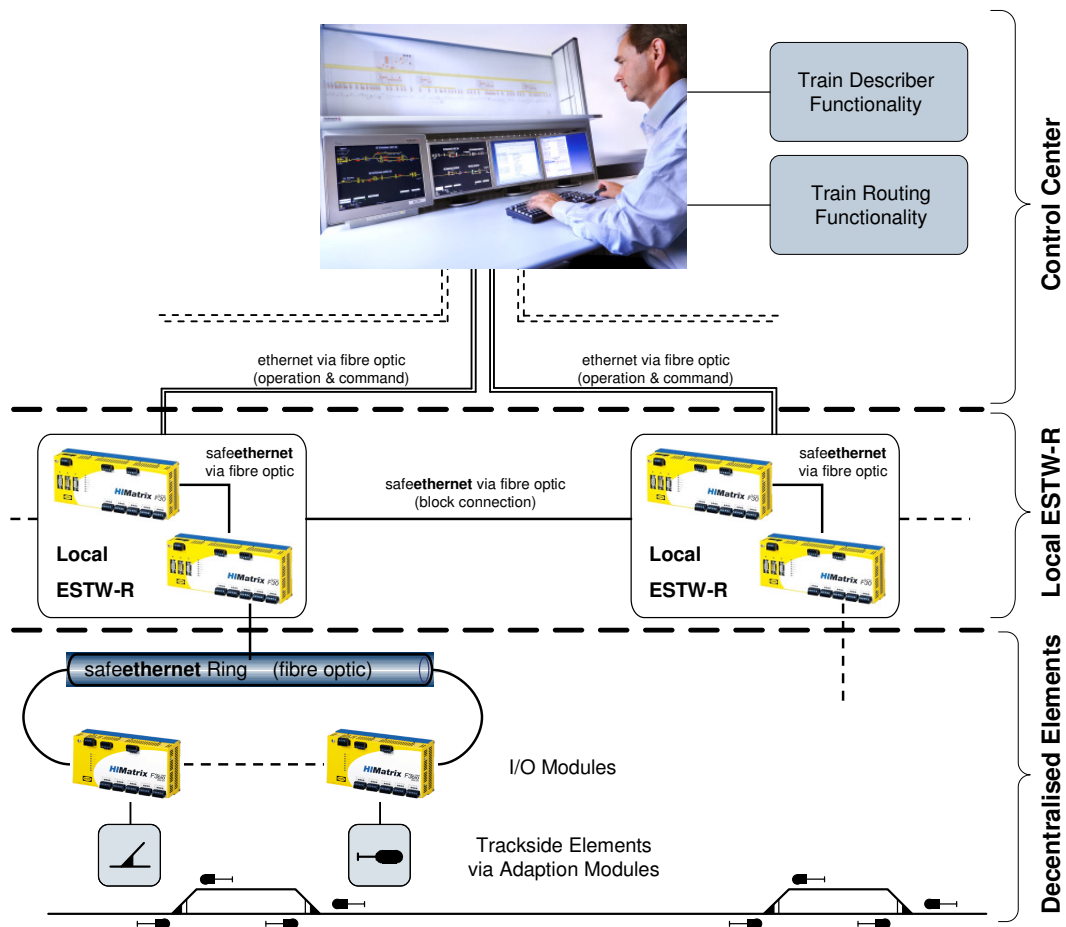 Train Describer
Functionality
Train Routing
Functionality
Control Center
ethernet via fibre optic
(operation & command)
ethernet via fibre optic
(operation & command)
safeethernet
via fibre optic
HIMatrix F30
HIMatrix F30
Local
ESTW-R
safeethernet via fibre optic
(block connection)
safeethernet
via fibre optic
HIMatrix F30
HIMatrix F30
Local
ESTW-R
Local ESTW-R
safeethernet Ring (fibre optic)
HIMatrix
HIMatrix
I/O Modules
Trackside Elements
via Adaption Modules
Decentralised Elements